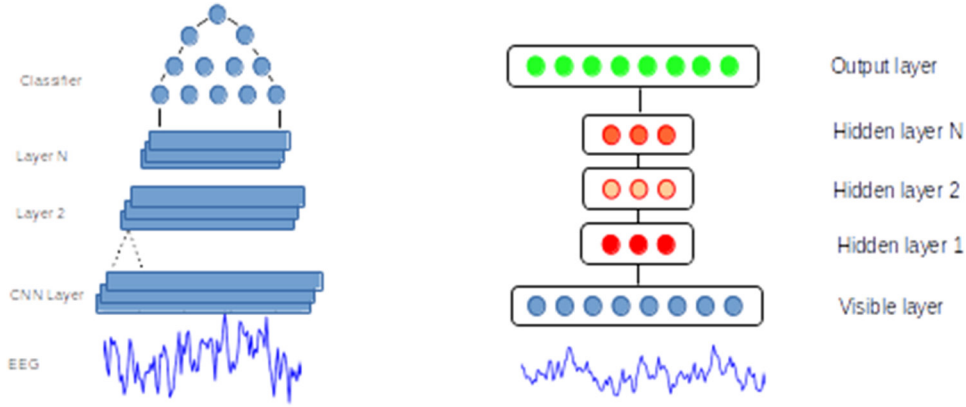 Classifier
Layer N
Layer 2
CNN Layer
EEG
Output layer
Hidden layer N
Hidden layer 2
Hidden layer 1
Visible layer